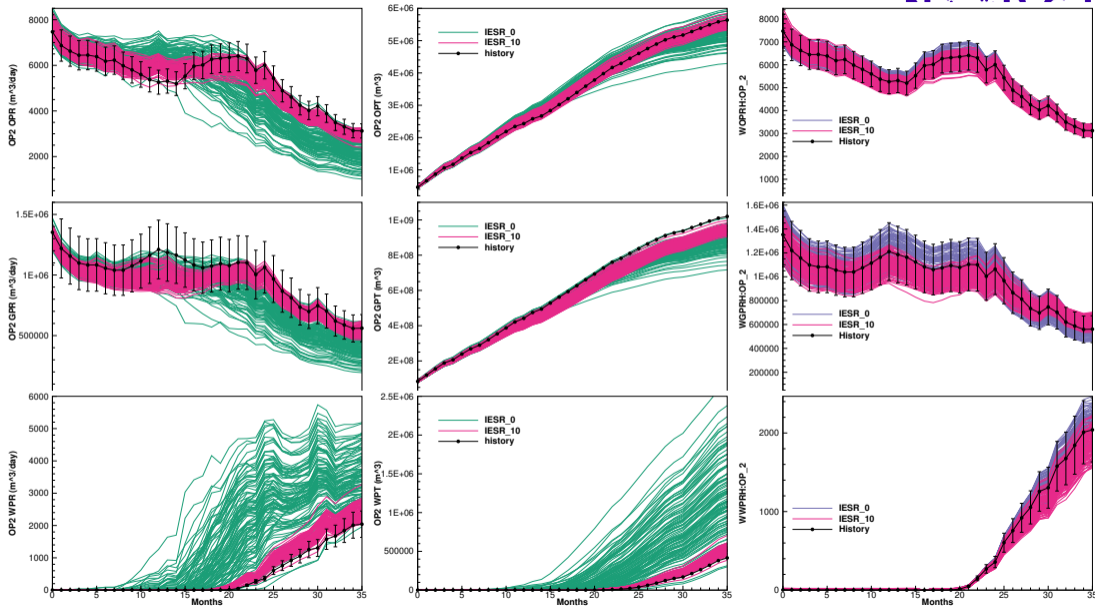 8000
6000
4000
2000
OP2 OPR (m^3/day)
6E+06
5E+06
4E+06
3E+06
2E+06
1E+06
OP2 OPT (m^3)
IESR_0
IESR_10
history
8000
7000
6000
5000
4000
3000
2000
1000
WOPRH:OP_2
IESR_0
IESR_10
History
1.5E+06
1E+06
500000
OP2 GPR (m^3/day)
1E+09
8E+08
6E+08
4E+08
2E+08
OP2 GPT (m^3)
IESR_0
IESR_10
history
1.6E+06
1.4E+06
1.2E+06
1E+06
800000
600000
400000
200000
WGPRH:OP_2
IESR_0
IESR_10
History
6000
5000
4000
3000
2000
1000
0
OP2 WPR (m^3/day)
0 5 10 15 20 25 30 35
Months
2.5E+06
2E+06
1.5E+06
1E+06
500000
0
OP2 WPT (m^3)
IESR_0
IESR_10
history
5 10 15 20 25 30 35
Months
2000
1000
0
WWPRH:OP_2
IESR_0
IESR_10
History
0 5 10 15 20 25 30 35
Months